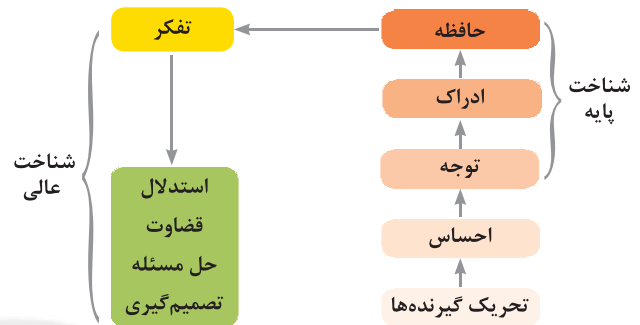 حافظه
ادراک
توجه
احساس
تحریک گیرنده‌ها
شناخت
پایه
تفکر
استدلال
قضاوت
حل مسئله
تصمیم‌گیری
شناخت
عالی